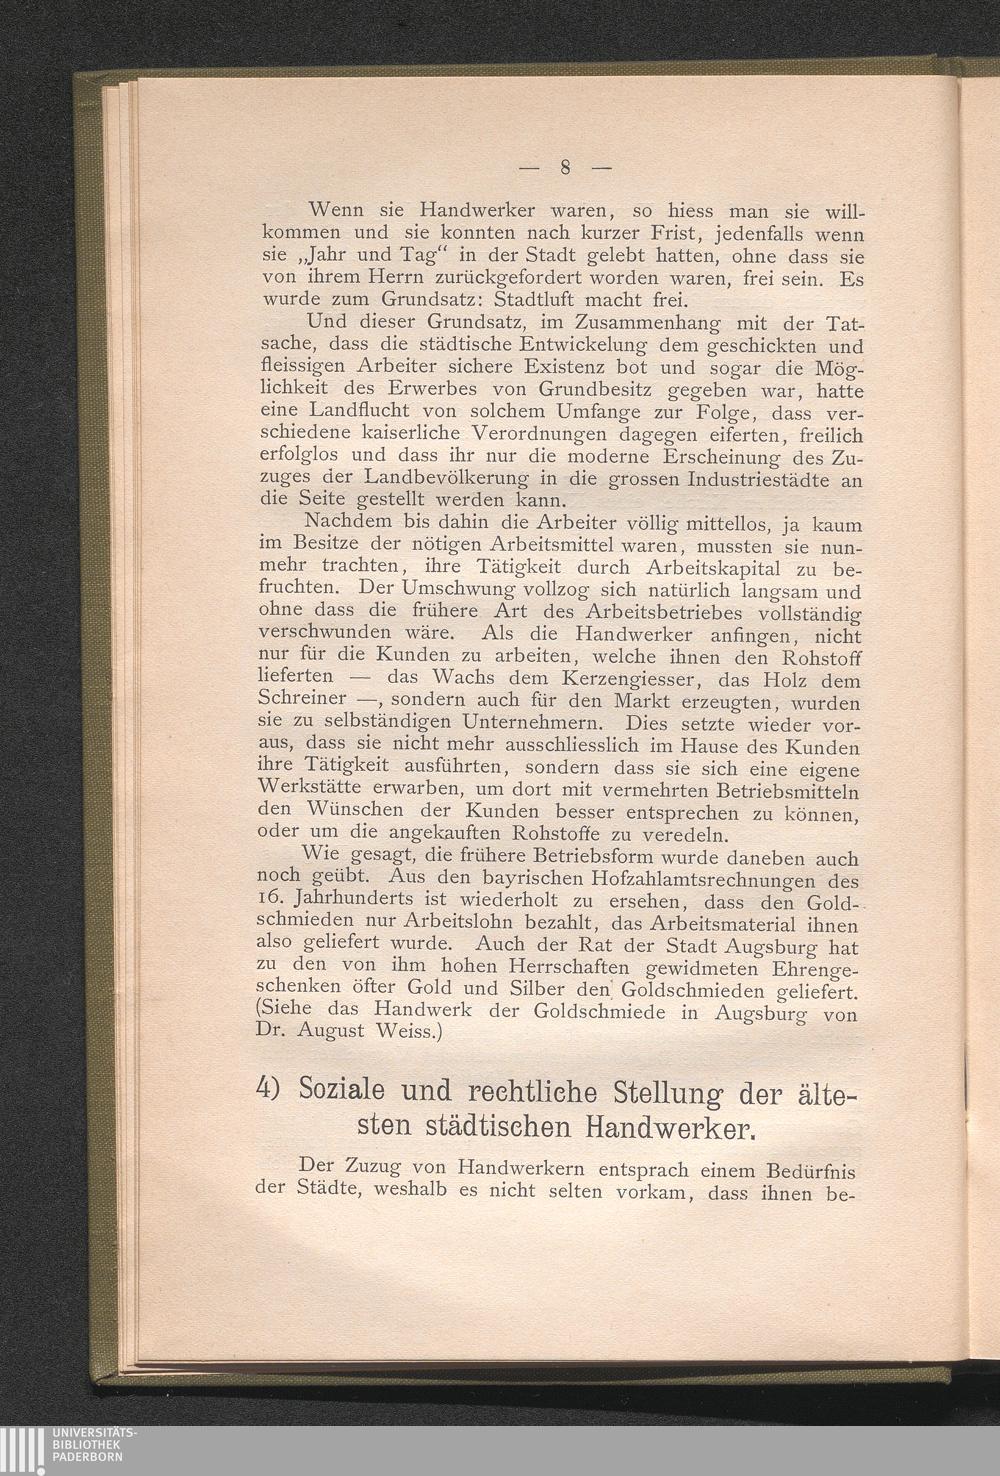 — 8 —
Wenn sie Handwerker waren, so hiess man sie will-
kommen und sie konnten nach kurzer Frist, jedenfalls wenn
sie „Jahr und Tag“ in der Stadt gelebt hatten, ohne dass sie
von ihrem Herrn zurückgefordert worden waren, frei sein. Es
wurde zum Grundsatz: Stadtluft macht frei.
Und dieser Grundsatz, im Zusammenhang mit der Tat-
sache, dass die städtische Entwickelung dem geschickten und
fleissigen Arbeiter sichere Existenz bot und sogar die Mög-
lichkeit des Erwerbes von Grundbesitz gegeben war, hatte
eine Landflucht von solchem Umfange zur Folge, dass ver-
schiedene kaiserliche Verordnungen dagegen eiferten, freilich
erfolglos und dass ihr nur die moderne Erscheinung des Zu-
zuges der Landbevölkerung in die grossen Industriestädte an
die Seite gestellt werden kann.
Nachdem bis dahin die Arbeiter völlig mittellos, ja kaum
im Besitze der nötigen Arbeitsmittel waren, mussten sie nun-
mehr trachten, ihre Tätigkeit durch Arbeitskapital zu be-
fruchten. Der Umschwung vollzog sich natürlich langsam und
ohne dass die frühere Art des Arbeitsbetriebes vollständig
verschwunden wäre. Als die Handwerker anfingen, nicht
nur für die Kunden zu arbeiten, welche ihnen den Rohstoff
lieferten — das Wachs dem Kerzengiesser, das Holz dem
Schreiner —, sondern auch für den Markt erzeugten, wurden
sie zu selbständigen Unternehmern. Dies setzte wieder vor-
aus, dass sie nicht mehr ausschliesslich im Hause des Kunden
ihre Tätigkeit ausführten, sondern dass sie sich eine eigene
Werkstätte erwarben, um dort mit vermehrten Betriebsmitteln
den Wünschen der Kunden besser entsprechen zu können,
oder um die angekauften Rohstoffe zu veredeln.
Wie gesagt, die frühere Betriebsform wurde daneben auch
noch geübt. Aus den bayrischen Hofzahlamtsrechnungen des
16. Jahrhunderts ist wiederholt zu ersehen, dass den Gold-
schmieden nur Arbeitslohn bezahlt, das Arbeitsmaterial ihnen
also geliefert wurde. Auch der Rat der Stadt Augsburg hat
zu den von ihm hohen Herrschaften gewidmeten Ehrenge-
schenken öfter Gold und Silber den Goldschmieden geliefert.
(Siehe das Handwerk der Goldschmiede in Augsburg von
Dr. August Weiss.)
4) Soziale und rechtliche Stellung der älte-
sten städtischen Handwerker.
Der Zuzug von Handwerkern entsprach einem Bedürfnis
der Städte, weshalb es nicht selten vorkam, dass ihnen be-
UNIVERSITÄTS-
BIBLIOTHEK
PADERBORN